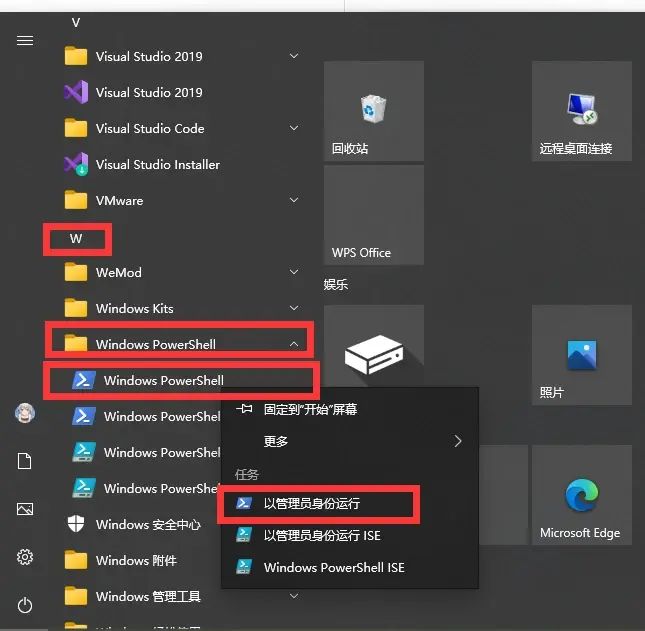 V
Visual Studio 2019
Visual Studio 2019
Visual Studio Code
Visual Studio Installer
VMware
W
WeMod
Windows Kits
Windows PowerShell
Windows PowerShell
Windows PowerShel
Windows PowerShel
Windows PowerShe
Windows 安全中心
Windows 附件
Windows 管理工具
回收站
远程桌面连接
WPS Office
娱乐
照片
Microsoft Edge
固定到"开始"屏幕
更多
任务
以管理员身份运行
以管理员身份运行 ISE
Windows PowerShell ISE